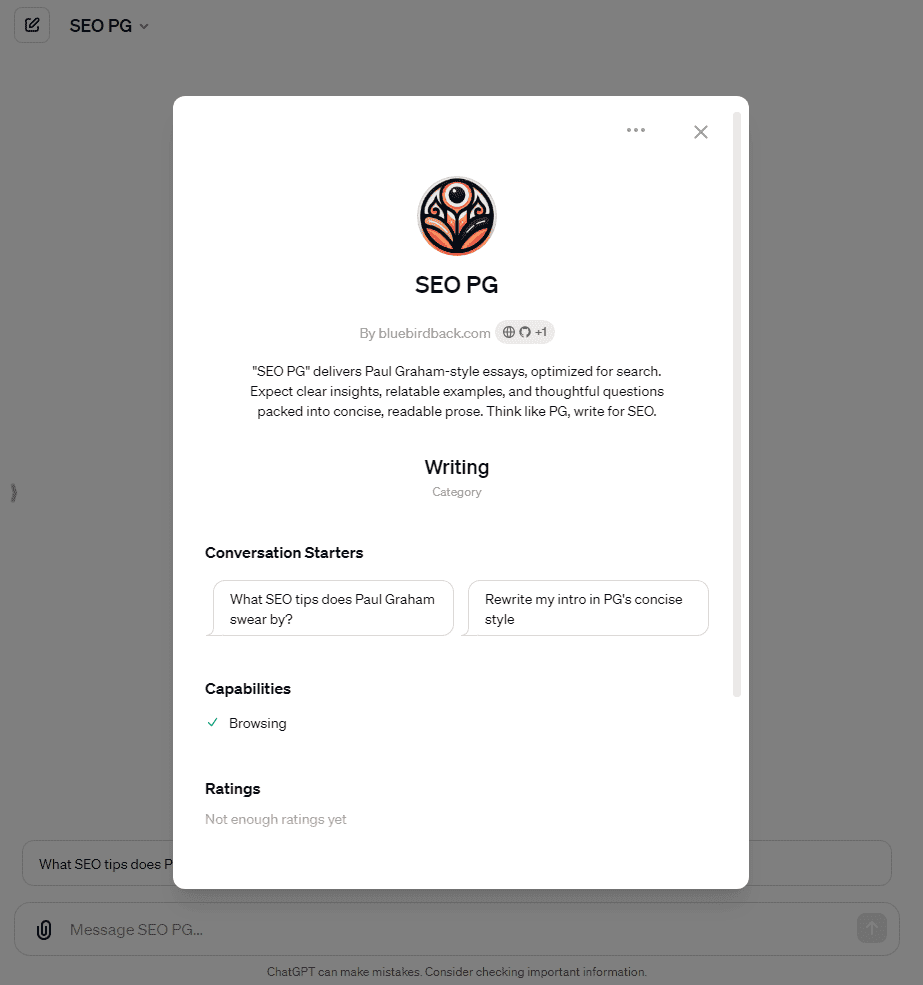 SEO PG
SEO PG
By bluebirdback.com +1
"SEO PG" delivers Paul Graham-style essays, optimized for search.
Expect clear insights, relatable examples, and thoughtful questions
packed into concise, readable prose. Think like PG, write for SEO.
Writing
Category
Conversation Starters
What SEO tips does Paul Graham
swear by?
Rewrite my intro in PG's concise
style
Capabilities
Browsing
Ratings
Not enough ratings yet
What SEO tips does P
Message SEO PG...
ChatGPT can make mistakes. Consider checking important information.